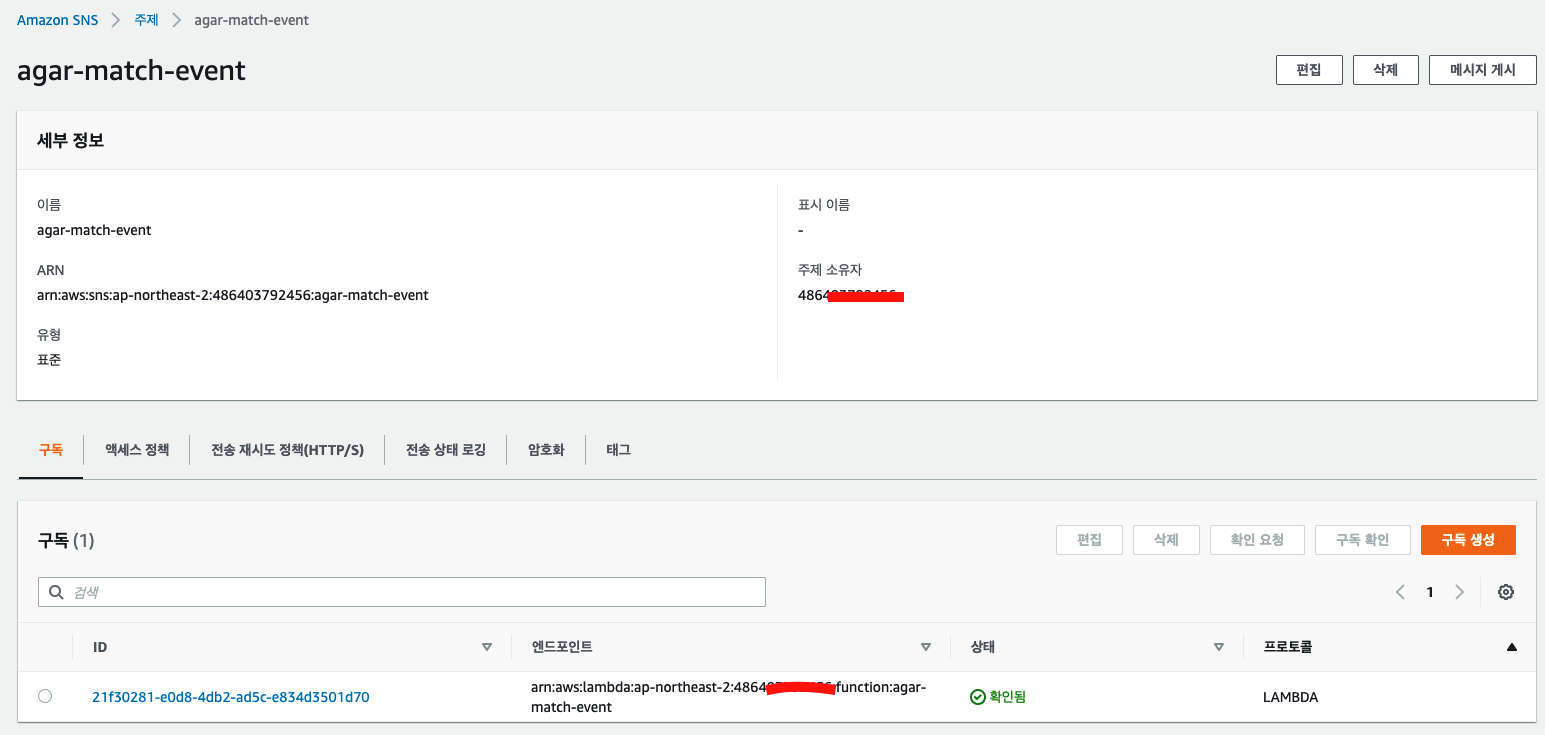 Amazon SNS > 주제 > agar-match-event
agar-match-event
편집 삭제 메시지 게시
세부 정보
이름
agar-match-event
표시 이름
-
ARN
arn:aws:sns:ap-northeast-2:486403792456:agar-match-event
주제 소유자
4864
유형
표준
구독 액세스 정책 전송 재시도 정책(HTTP/S) 전송 상태 로깅 암호화 태그
구독 (1)
편집 삭제 확인 요청 구독 확인 구독 생성
검색
1
ID 엔드포인트 상태 프로토콜
21f30281-e0d8-4db2-ad5c-e834d3501d70
arn:aws:lambda:ap-northeast-2:4864 :function:agar-
match-event
확인됨
LAMBDA